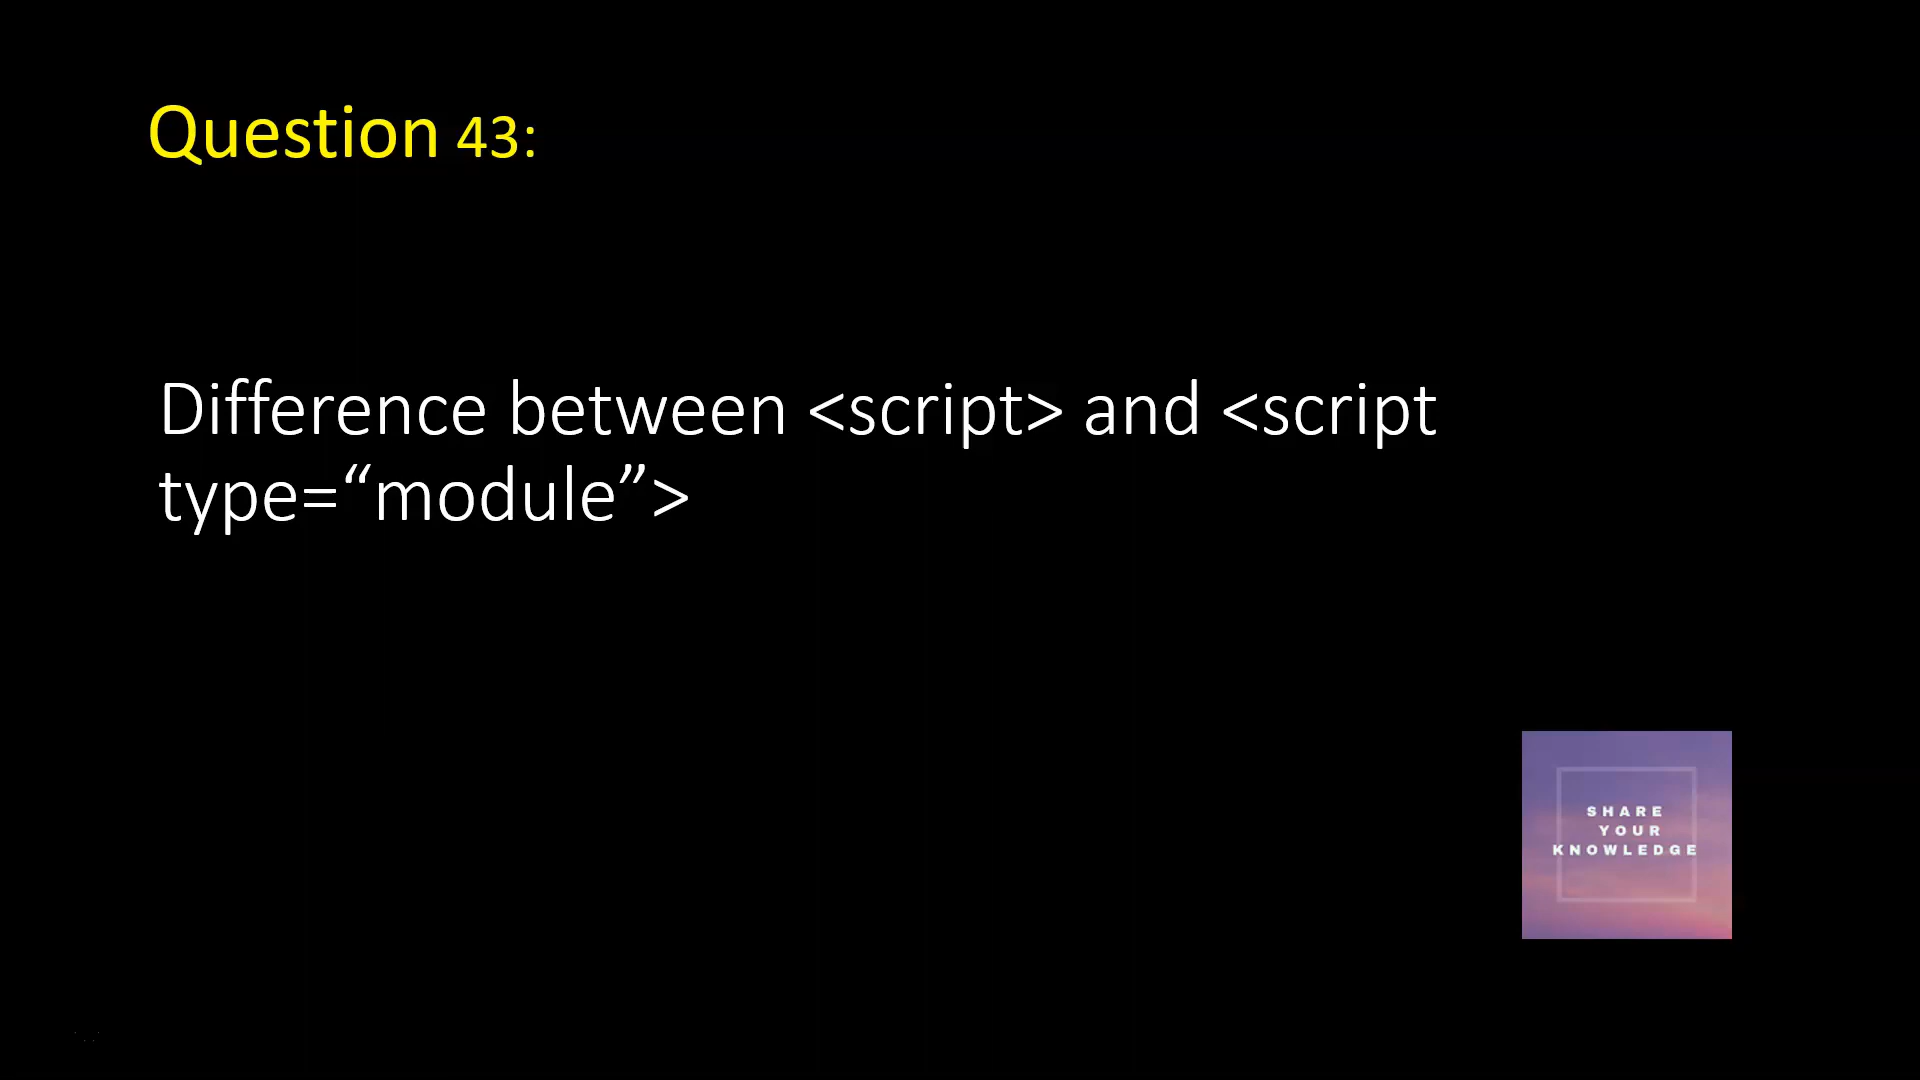 Question 43:
Difference between <script> and <script
type=“module”>
SHARE
YOUR
KNOWLEDGE